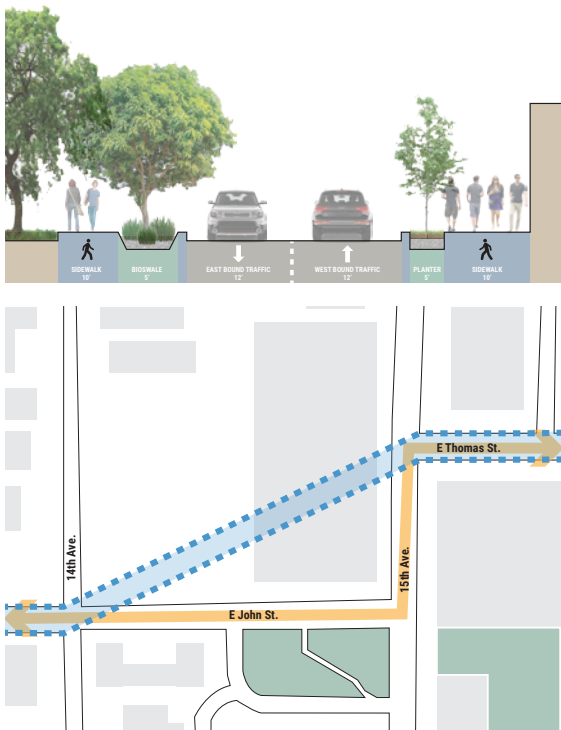 SIDEWALK
10'
BIOSWALE
5'
EAST BOUND TRAFFIC
12'
WEST BOUND TRAFFIC
12'
PLANTER
5'
SIDEWALK
10'
E Thomas St.
14th Ave.
15th Ave.
E John St.